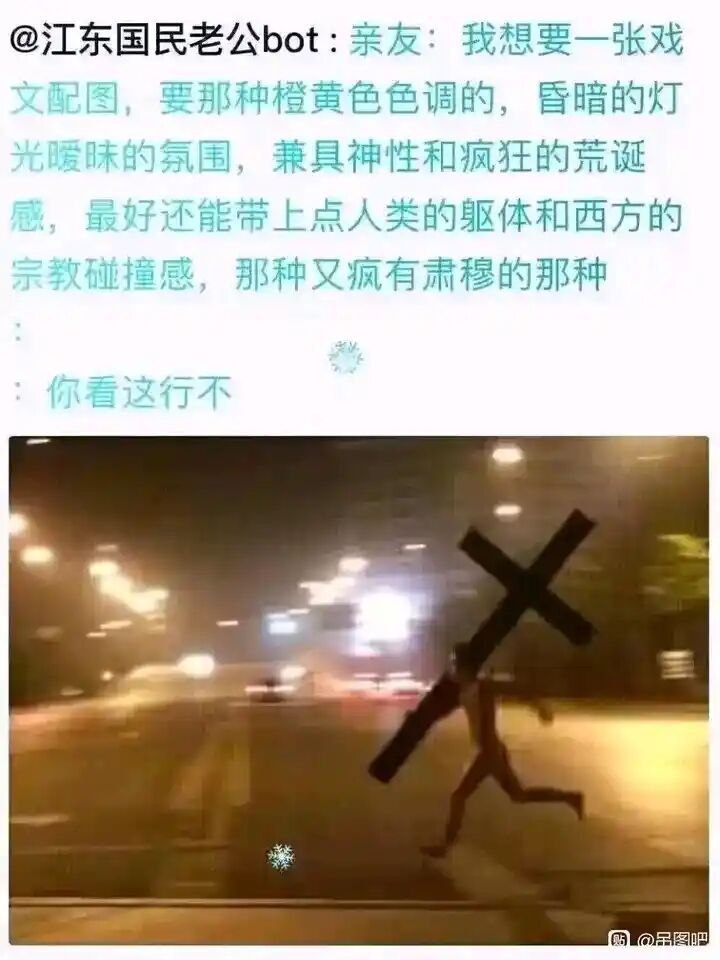 @江东国民老公bot：亲友：我想要一张戏
文配图，要那种橙黄色色调的，昏暗的灯
光暧昧的氛围，兼具神性和疯狂的荒诞
感，最好还能带上点人类的躯体和西方的
宗教碰撞感，那种又疯有肃穆的那种
：
：你看这行不
贴 @吊图吧